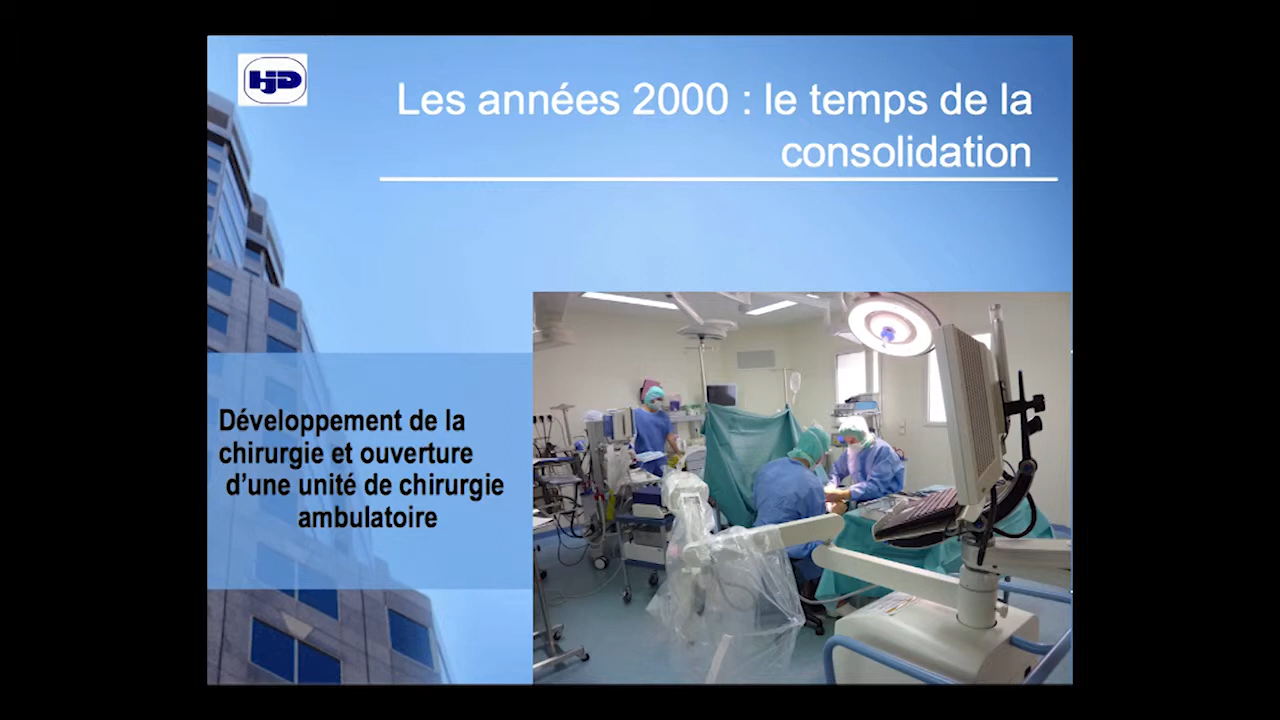 HJD
Les années 2000 : le temps de la
consolidation
Développement de la
chirurgie et ouverture
d’une unité de chirurgie
ambulatoire